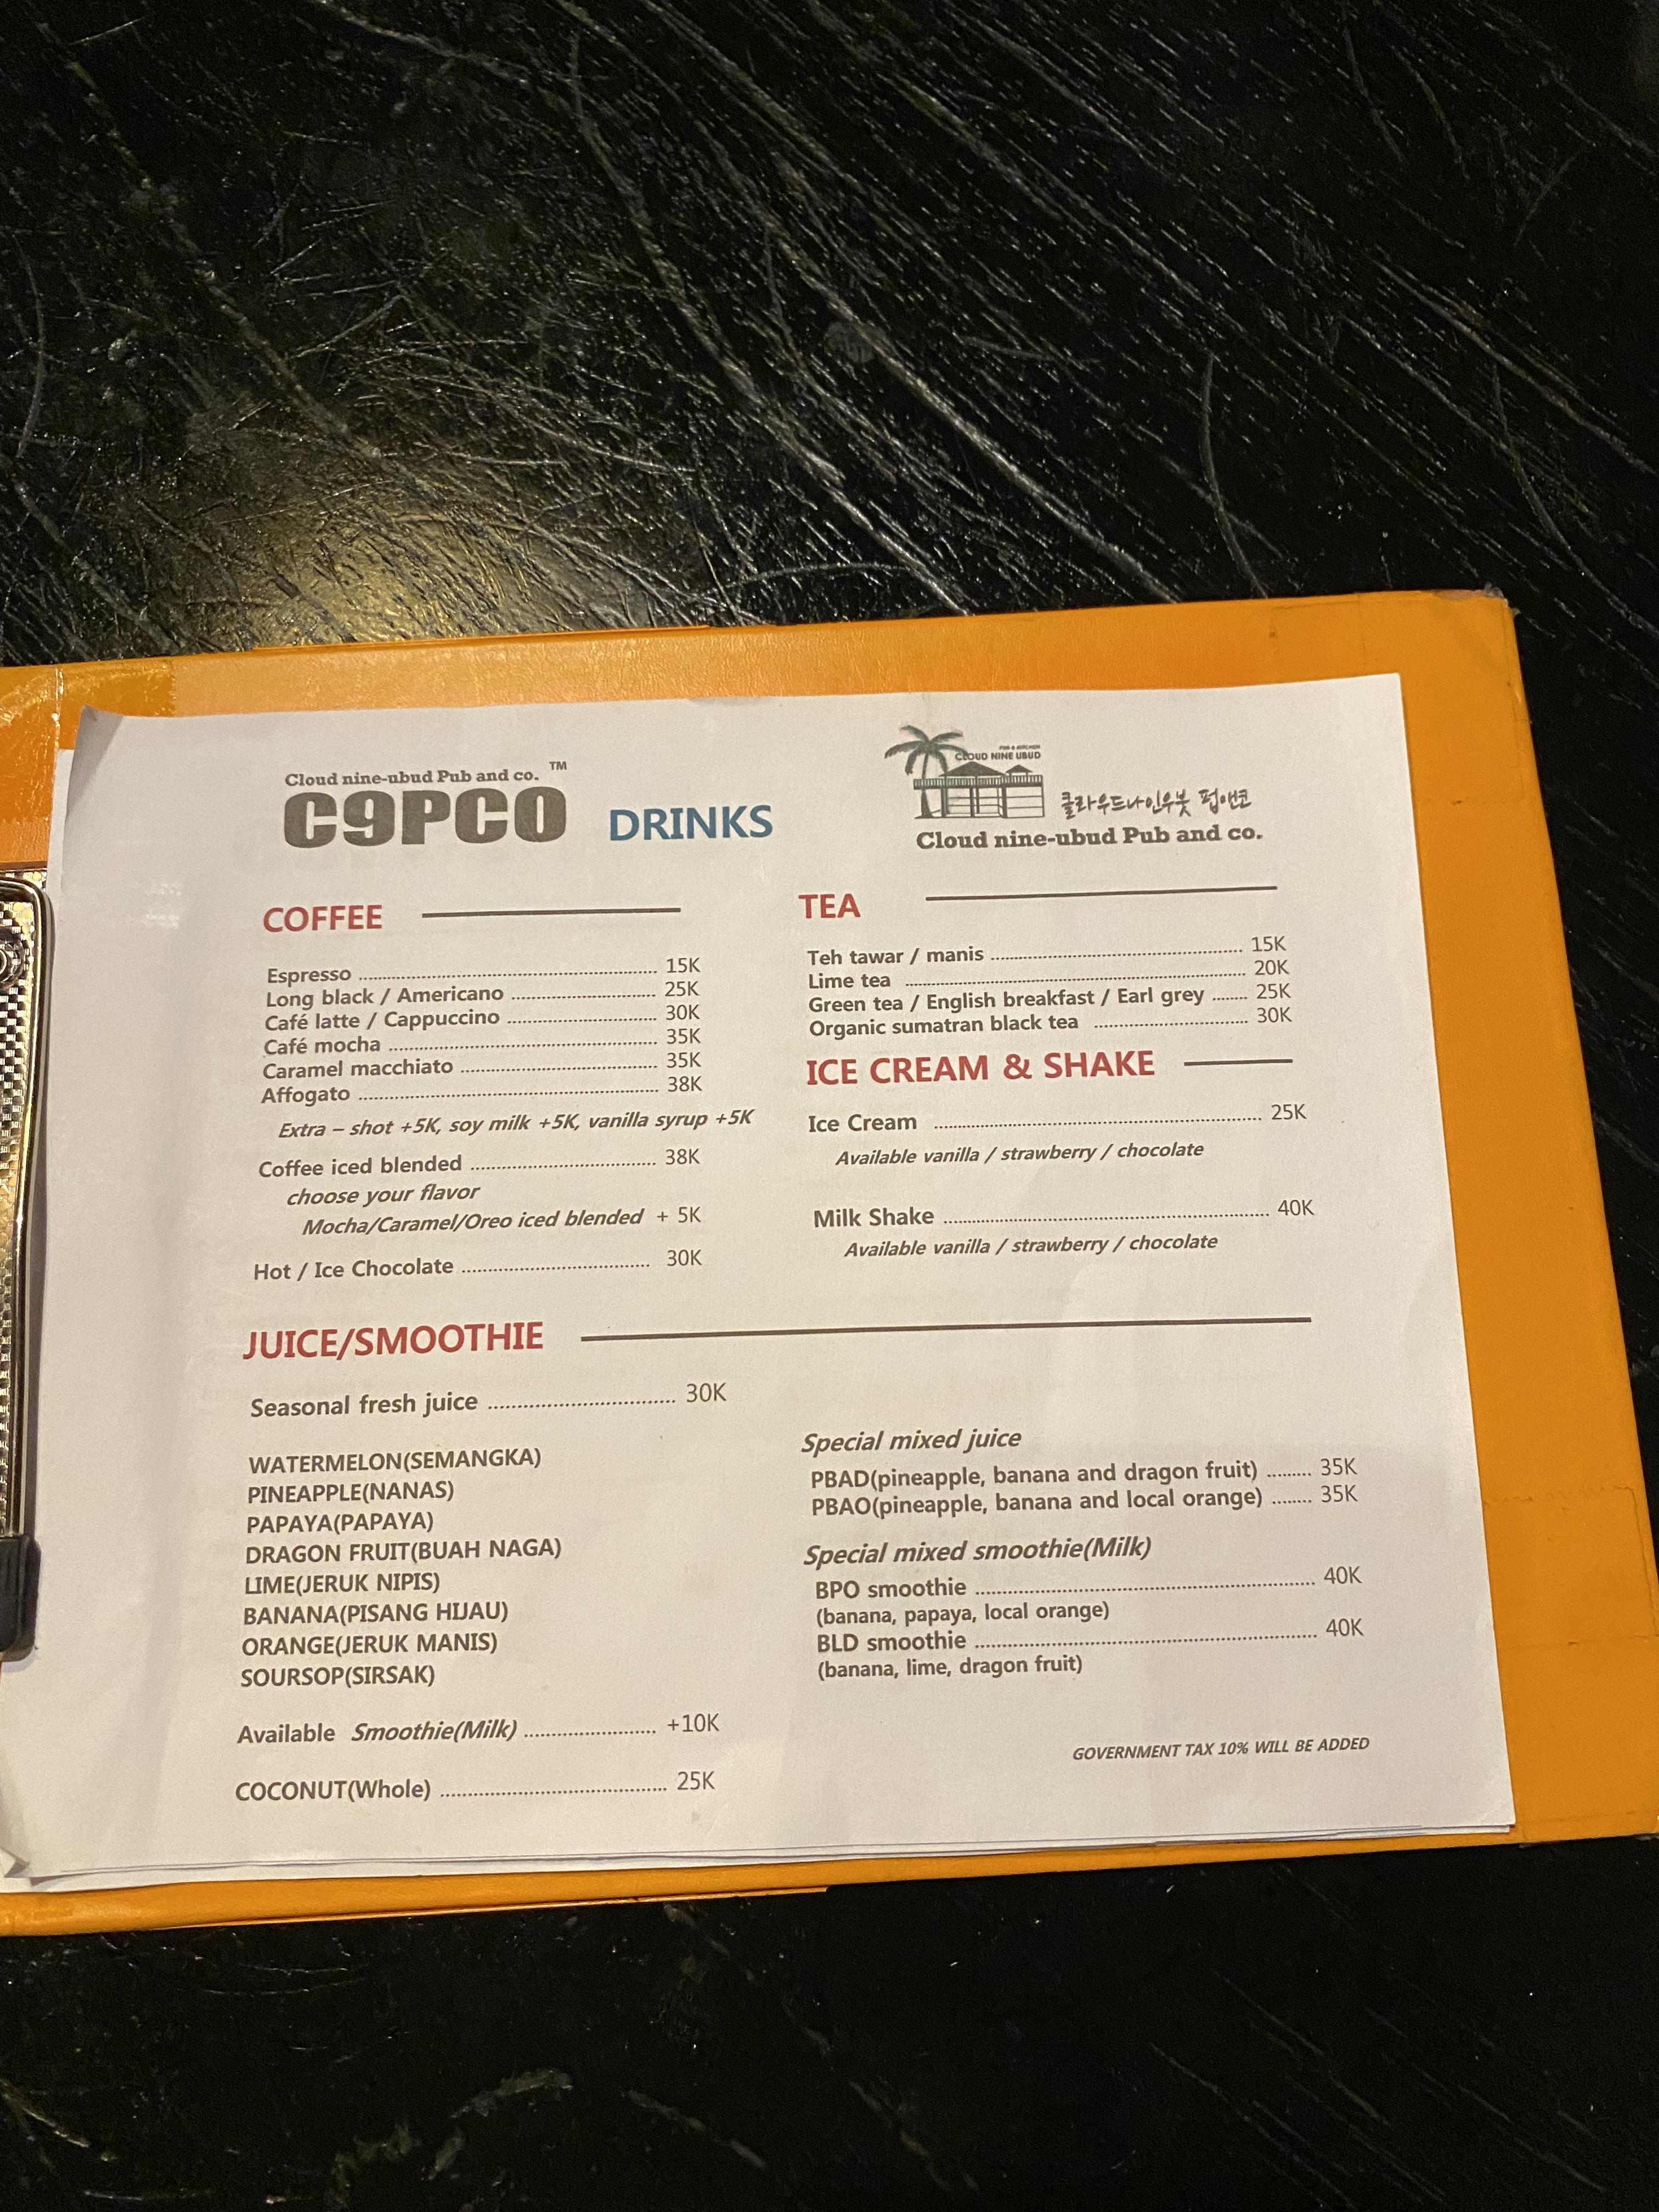 Cloud nine-ubud Pub and co. ™
C9PCO
DRINKS
PUB & KITCHEN
CLOUD NINE UBUD
클라우드나인우붓 펍앤코
Cloud nine-ubud Pub and co.
COFFEE
Espresso ........ 15K
Long black / Americano ........ 25K
Café latte / Cappuccino ........ 30K
Café mocha ........ 35K
Caramel macchiato ........ 35K
Affogato ........ 38K
Extra – shot +5K, soy milk +5K, vanilla syrup +5K
Coffee iced blended ........ 38K
choose your flavor
Mocha/Caramel/Oreo iced blended + 5K
Hot / Ice Chocolate ........ 30K
TEA
Teh tawar / manis ........ 15K
Lime tea ........ 20K
Green tea / English breakfast / Earl grey ........ 25K
Organic sumatran black tea ........ 30K
ICE CREAM & SHAKE
Ice Cream ........ 25K
Available vanilla / strawberry / chocolate
Milk Shake ........ 40K
Available vanilla / strawberry / chocolate
JUICE/SMOOTHIE
Seasonal fresh juice ........ 30K
WATERMELON(SEMANGKA)
PINEAPPLE(NANAS)
PAPAYA(PAPAYA)
DRAGON FRUIT(BUAH NAGA)
LIME(JERUK NIPIS)
BANANA(PISANG HIJAU)
ORANGE(JERUK MANIS)
SOURSOP(SIRSAK)
Available Smoothie(Milk) ........ +10K
COCONUT(Whole) ........ 25K
Special mixed juice
PBAD(pineapple, banana and dragon fruit) ........ 35K
PBAO(pineapple, banana and local orange) ........ 35K
Special mixed smoothie(Milk)
BPO smoothie ........ 40K
(banana, papaya, local orange)
BLD smoothie ........ 40K
(banana, lime, dragon fruit)
GOVERNMENT TAX 10% WILL BE ADDED